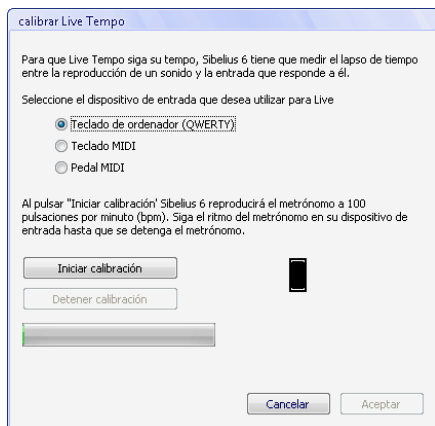 calibrar Live Tempo
Para que Live Tempo siga su tempo, Sibelius 6 tiene que medir el lapso de tiempo
entre la reproducción de un sonido y la entrada que responde a él.
Seleccione el dispositivo de entrada que desea utilizar para Live
Teclado de ordenador (QWERTY)
Teclado MIDI
Pedal MIDI
Al pulsar "Iniciar calibración' Sibelius 6 reproducirá el metrónomo a 100
pulsaciones por minuto (bpm). Siga el ritmo del metrónomo en su dispositivo de
entrada hasta que se detenga el metrónomo.
Iniciar calibración
Detener calibración
Cancelar
Aceptar